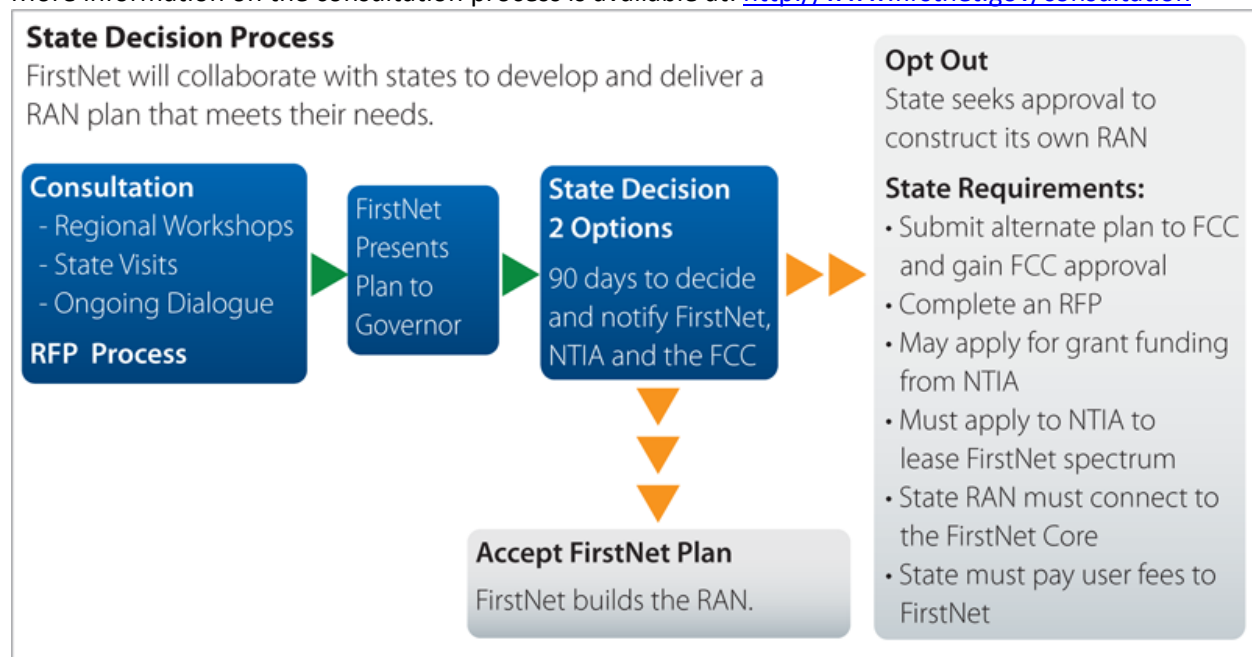 State Decision Process
FirstNet will collaborate with states to develop and deliver a
RAN plan that meets their needs.
Consultation
- Regional Workshops
- State Visits
- Ongoing Dialogue
RFP Process
FirstNet
Presents
Plan to
Governor
State Decision
2 Options
90 days to decide
and notify FirstNet,
NTIA and the FCC
Accept FirstNet Plan
FirstNet builds the RAN.
Opt Out
State seeks approval to
construct its own RAN
State Requirements:
• Submit alternate plan to FCC
and gain FCC approval
• Complete an RFP
• May apply for grant funding
from NTIA
• Must apply to NTIA to
lease FirstNet spectrum
• State RAN must connect to
the FirstNet Core
• State must pay user fees to
FirstNet